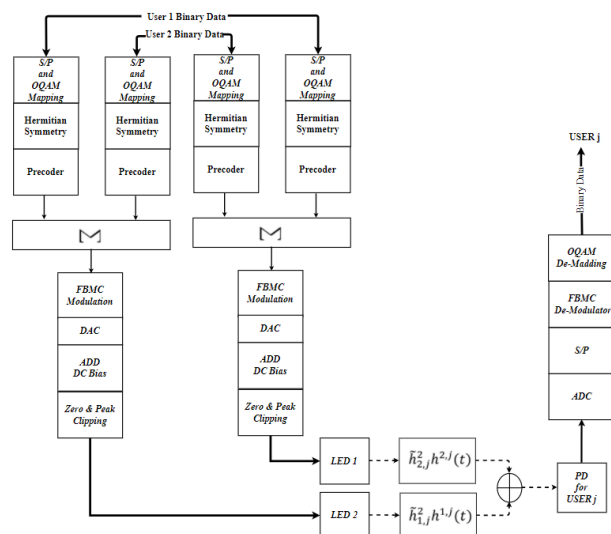 User 1 Binary Data
User 2 Binary Data
S/P
and
OQAM
Mapping
Hermitian
Symmetry
Precoder
S/P
and
OQAM
Mapping
Hermitian
Symmetry
Precoder
S/P
and
OQAM
Mapping
Hermitian
Symmetry
Precoder
S/P
and
OQAM
Mapping
Hermitian
Symmetry
Precoder
Σ
Σ
FBMC
Modulation
DAC
ADD
DC Bias
Zero & Peak
Clipping
FBMC
Modulation
DAC
ADD
DC Bias
Zero & Peak
Clipping
LED 1
h̃²₂,ⱼh²,ʲ(t)
LED 2
h̃²₁,ⱼh¹,ʲ(t)
PD
for
USER j
ADC
S/P
FBMC
De-Modulator
OQAM
De-Madding
Binary Data
USER j